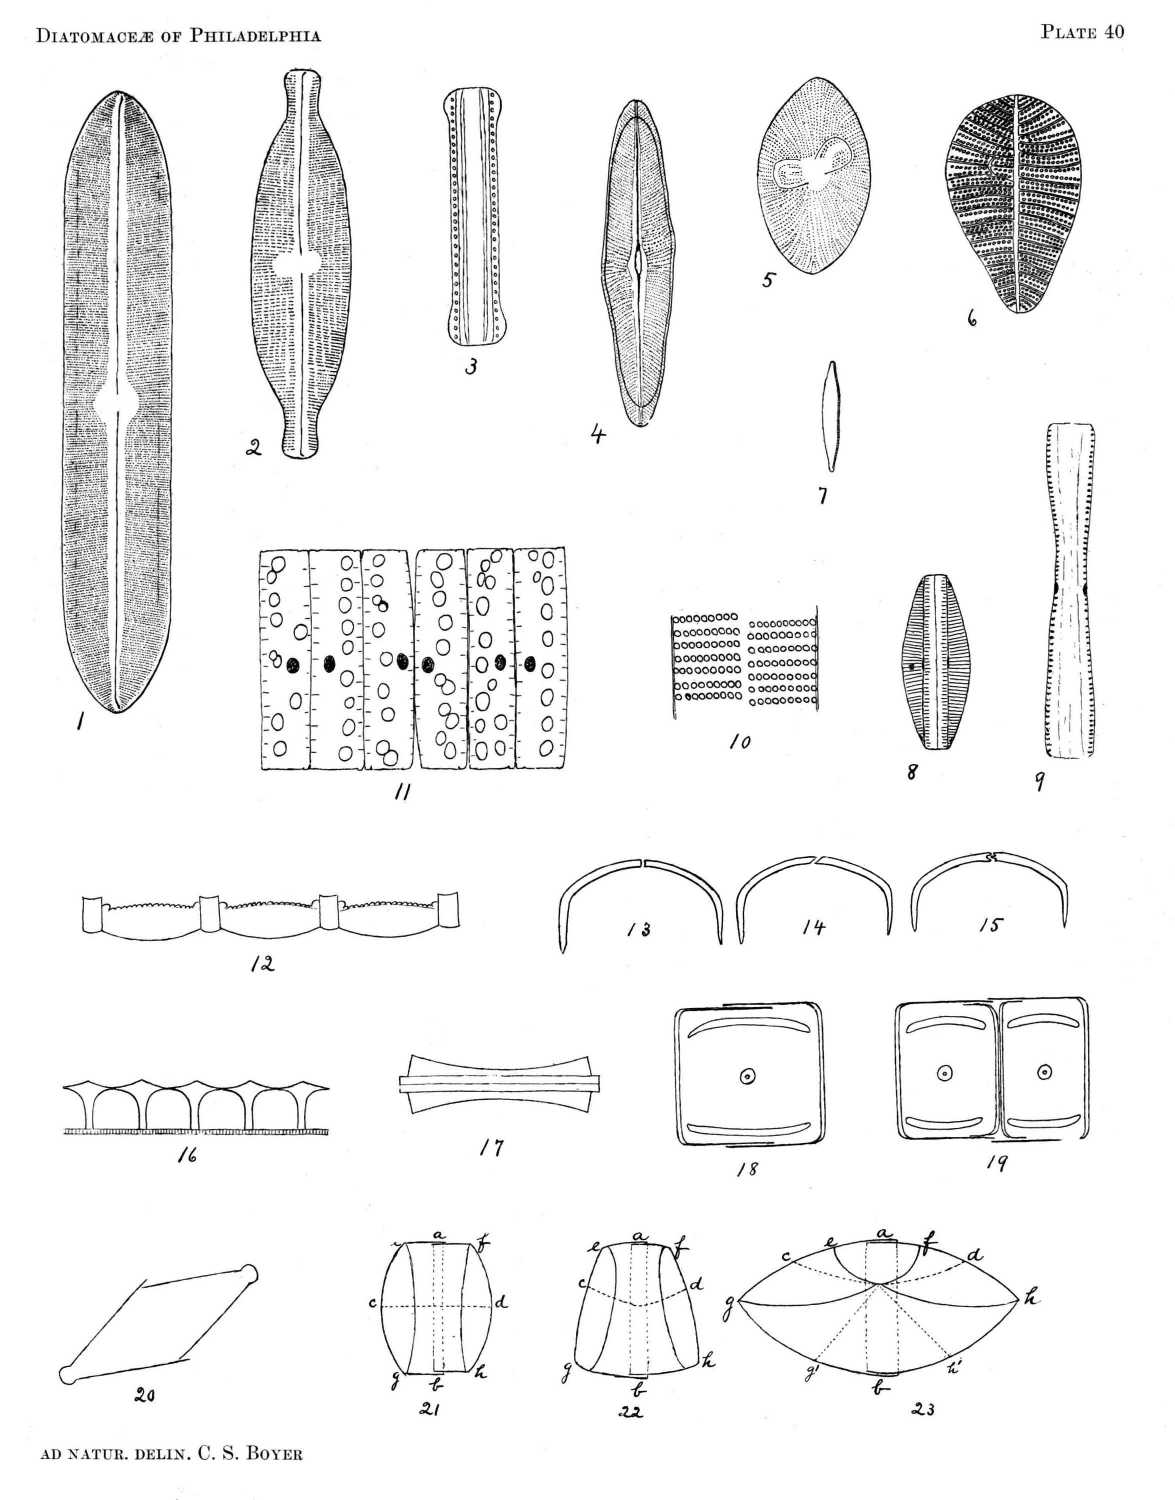 DIATOMACEÆ OF PHILADELPHIA
PLATE 40
1
2
3
4
5
6
7
8
9
10
11
12
13
14
15
16
17
18
19
20
a
e f
c d
g b h
21
a
e f
c d
g b h
22
a
e f
c d
g h
g' h'
b
23
AD NATUR. DELIN. C. S. BOYER